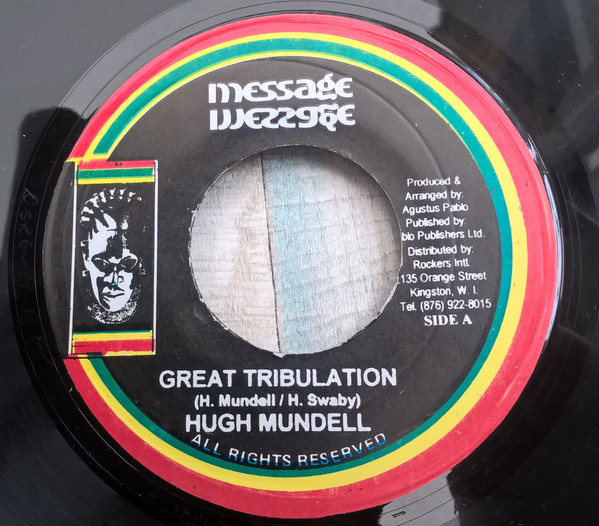 message
message
Produced &
Arranged by:
Agustus Pablo
Published by:
blo Publishers Ltd.
Distributed by:
Rockers Intl.
135 Orange Street
Kingston, W. I.
Tel. (876) 922-8015
SIDE A
GREAT TRIBULATION
(H. Mundell / H. Swaby)
HUGH MUNDELL
ALL RIGHTS RESERVED